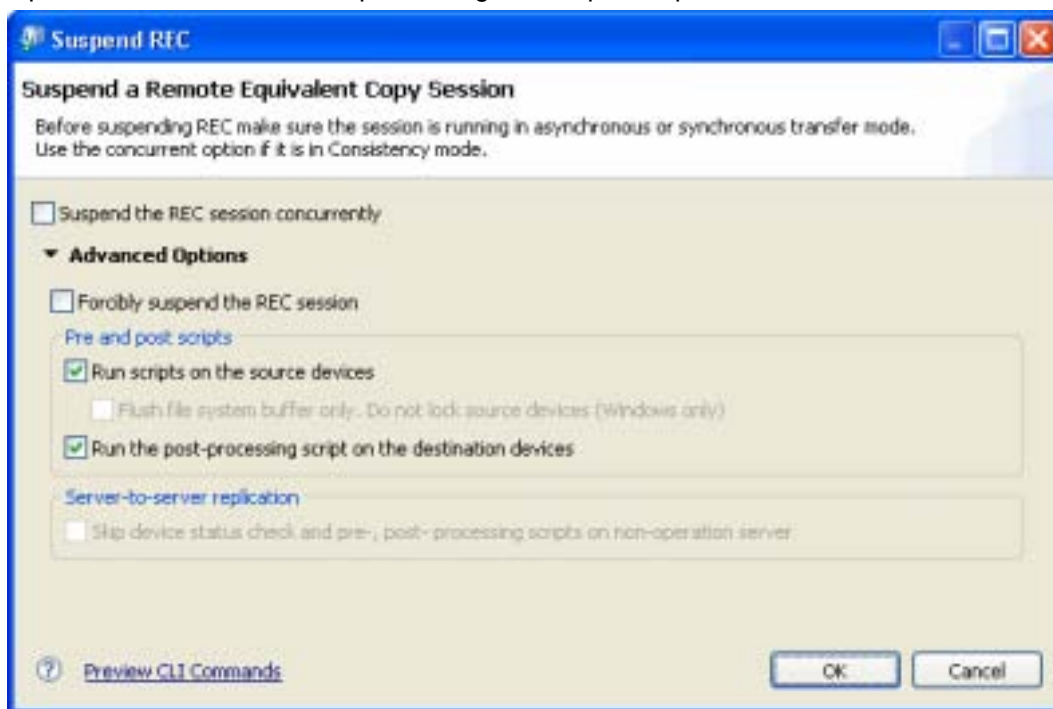 Suspend REC
Suspend a Remote Equivalent Copy Session
Before suspending REC make sure the session is running in asynchronous or synchronous transfer mode.
Use the concurrent option if it is in Consistency mode.
Suspend the REC session concurrently
Advanced Options
Forcibly suspend the REC session
Pre and post scripts
Run scripts on the source devices
Flush file system buffer only. Do not lock source devices (Windows only)
Run the post-processing script on the destination devices
Server-to-server replication
Skip device status check and pre-, post- processing scripts on non-operation server
? Preview CLI Commands
OK Cancel